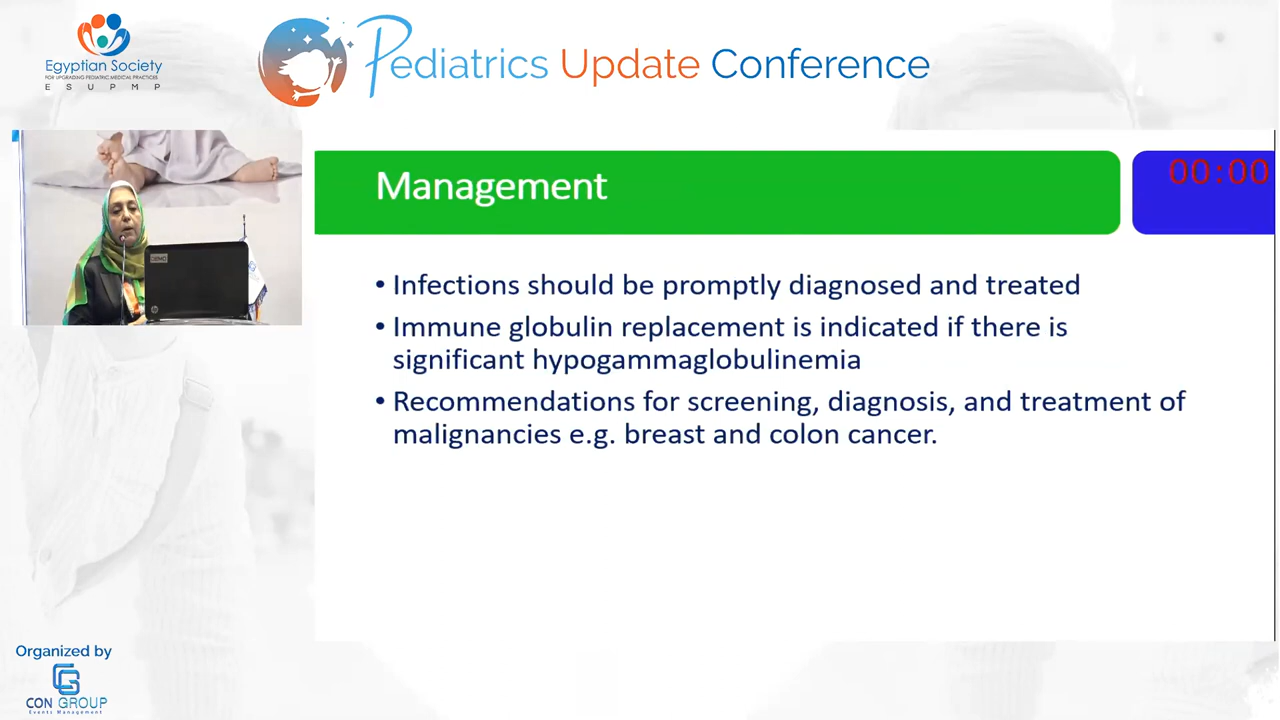 Egyptian Society
FOR UPGRADING PEDIATRIC MEDICAL PRACTICES
E S U P M P
Pediatrics Update Conference
00:00
Management
• Infections should be promptly diagnosed and treated
• Immune globulin replacement is indicated if there is
significant hypogammaglobulinemia
• Recommendations for screening, diagnosis, and treatment of
malignancies e.g. breast and colon cancer.
Organized by
CON GROUP
Events Management